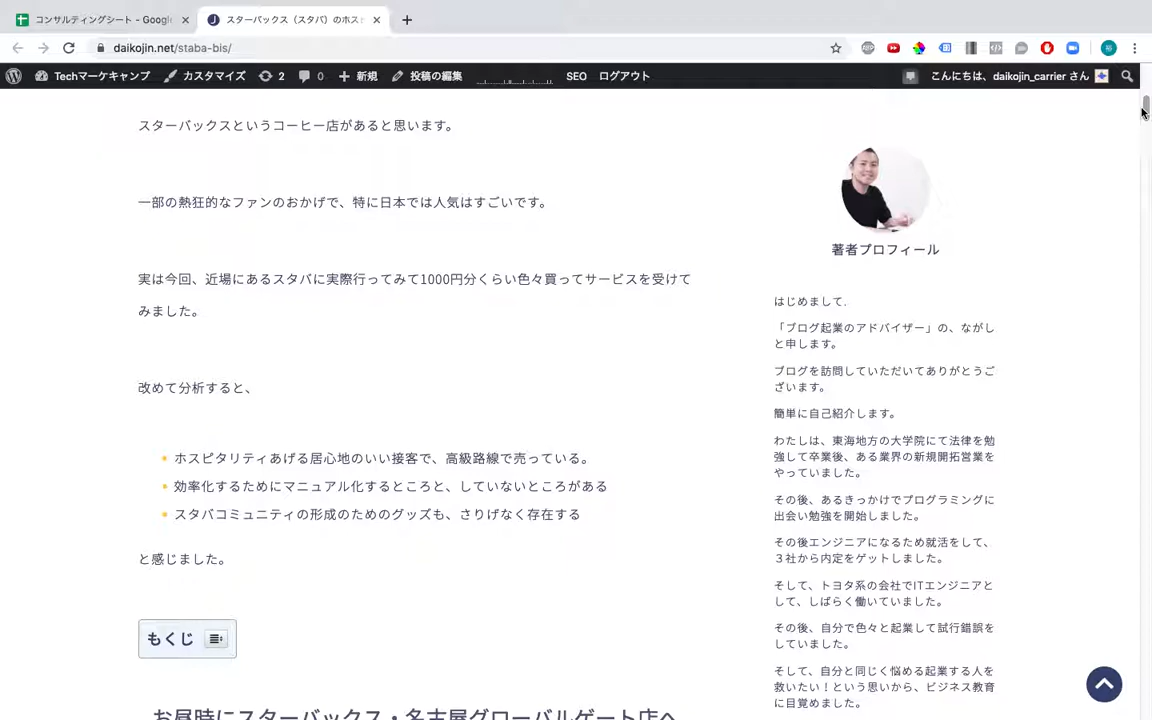 コンサルティングシート - Googl
スターバックス（スタバ）のホス
daikojin.net/staba-bis/
Techマーケキャンプ カスタマイズ 2 0 新規 投稿の編集 SEO ログアウト こんにちは、daikojin_carrier さん
スターバックスというコーヒー店があると思います。
一部の熱狂的なファンのおかげで、特に日本では人気はすごいです。
実は今回、近場にあるスタバに実際行ってみて1000円分くらい色々買ってサービスを受けて
みました。
改めて分析すると、
ホスピタリティあげる居心地のいい接客で、高級路線で売っている。
効率化するためにマニュアル化するところと、していないところがある
スタバコミュニティの形成のためのグッズも、さりげなく存在する
と感じました。
もくじ
お昼時にスターバックス・名古屋グローバルゲート店へ
著者プロフィール
はじめまして.
「ブログ起業のアドバイザー」の、ながし
と申します。
ブログを訪問していただいてありがとうご
ざいます。
簡単に自己紹介します。
わたしは、東海地方の大学院にて法律を勉
強して卒業後、ある業界の新規開拓営業を
やっていました。
その後、あるきっかけでプログラミングに
出会い勉強を開始しました。
その後エンジニアになるため就活をして、
３社から内定をゲットしました。
そして、トヨタ系の会社でITエンジニアと
して、しばらく働いていました。
その後、自分で色々と起業して試行錯誤を
していました。
そして、自分と同じく悩める起業する人を
救いたい！という思いから、ビジネス教育
に目覚めました。